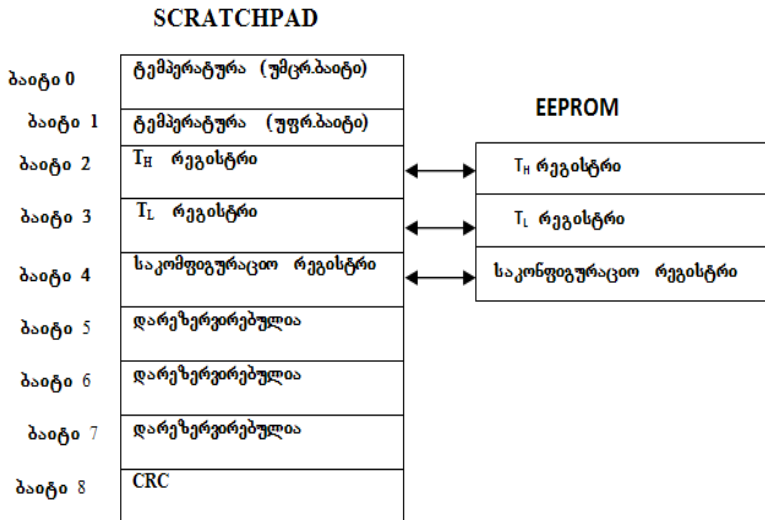 SCRATCHPAD
ბაიტი 0 ტემპერატურა (უმცრ.ბაიტი)
ბაიტი 1 ტემპერატურა (უფრ.ბაიტი)
ბაიტი 2 TH რეგისტრი
ბაიტი 3 TL რეგისტრი
ბაიტი 4 საკომფიგურაციო რეგისტრი
ბაიტი 5 დარეზერვირებულია
ბაიტი 6 დარეზერვირებულია
ბაიტი 7 დარეზერვირებულია
ბაიტი 8 CRC
EEPROM
TH რეგისტრი
TL რეგისტრი
საკონფიგურაციო რეგისტრი